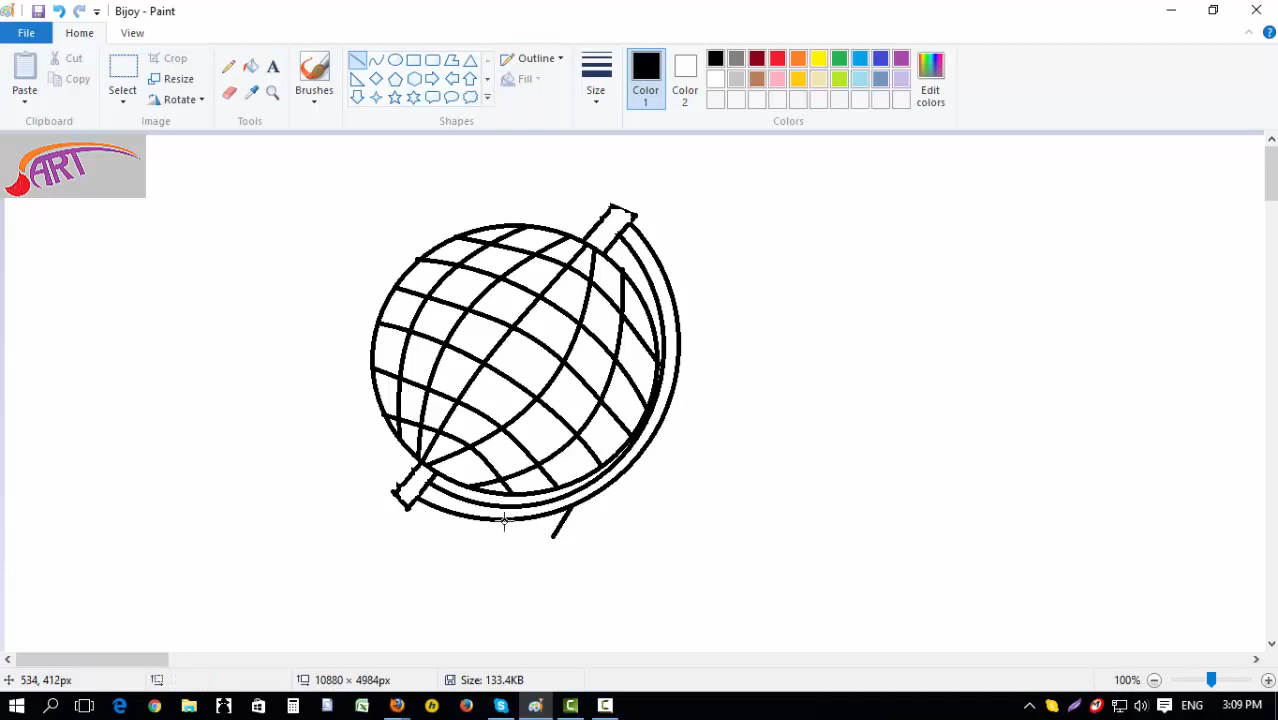 Bijoy - Paint
File
Home
View
Paste
Cut
Copy
Clipboard
Select
Crop
Resize
Rotate
Image
A
Tools
Brushes
Outline
Fill
Shapes
Size
Color
1
Color
2
Edit
colors
Colors
ART
534, 412px
10880 × 4984px
Size: 133.4KB
100%
ENG
3:09 PM